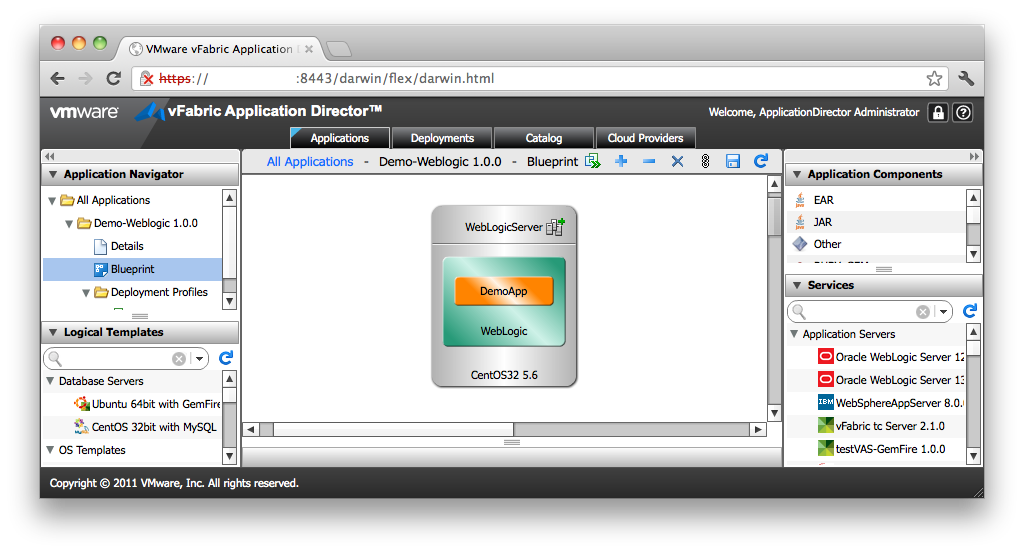 VMware vFabric Application
https:// :8443/darwin/flex/darwin.html
vmware vFabric Application Director™
Welcome, ApplicationDirector Administrator
Applications Deployments Catalog Cloud Providers
Application Navigator
All Applications
Demo-Weblogic 1.0.0
Details
Blueprint
Deployment Profiles
Logical Templates
Database Servers
Ubuntu 64bit with GemFire
CentOS 32bit with MySQL
OS Templates
All Applications - Demo-Weblogic 1.0.0 - Blueprint
WebLogicServer
DemoApp
WebLogic
CentOS32 5.6
Application Components
EAR
JAR
Other
Services
Application Servers
Oracle WebLogic Server 12
Oracle WebLogic Server 13
IBM WebSphereAppServer 8.0.
vFabric tc Server 2.1.0
testVAS-GemFire 1.0.0
Copyright © 2011 VMware, Inc. All rights reserved.